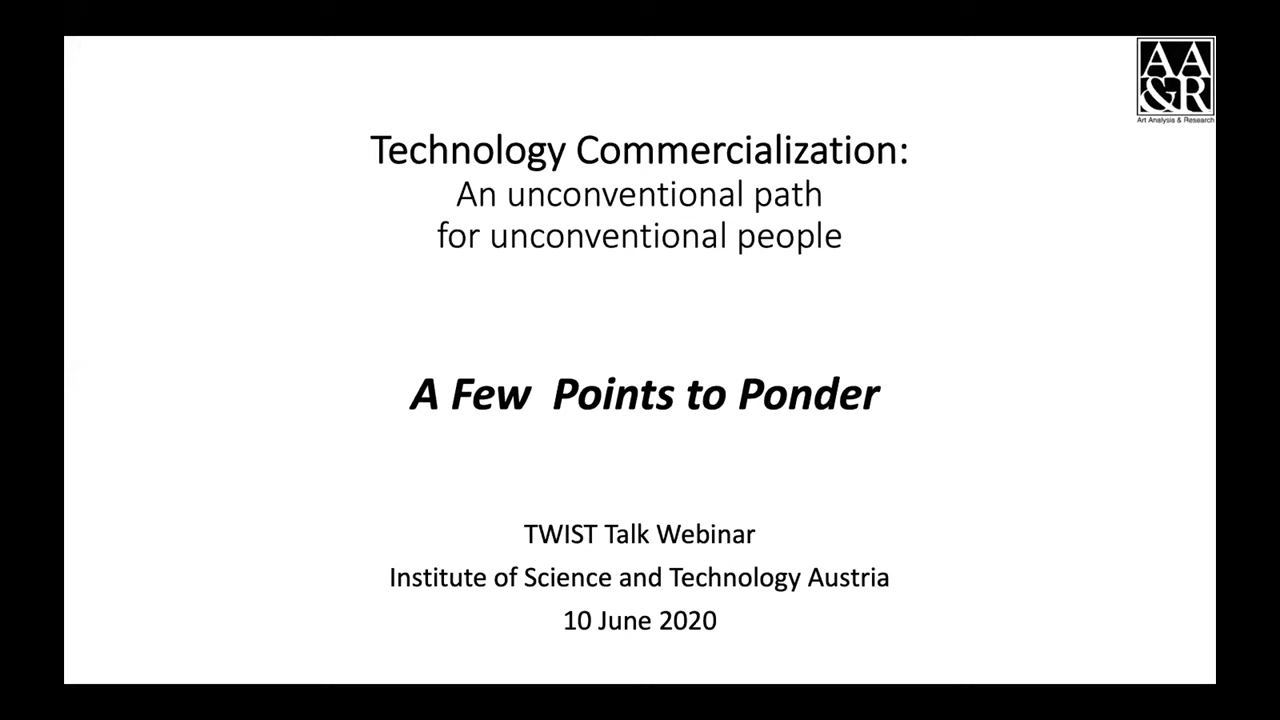 AA
&R
Art Analysis & Research
Technology Commercialization:
An unconventional path
for unconventional people
A Few Points to Ponder
TWIST Talk Webinar
Institute of Science and Technology Austria
10 June 2020